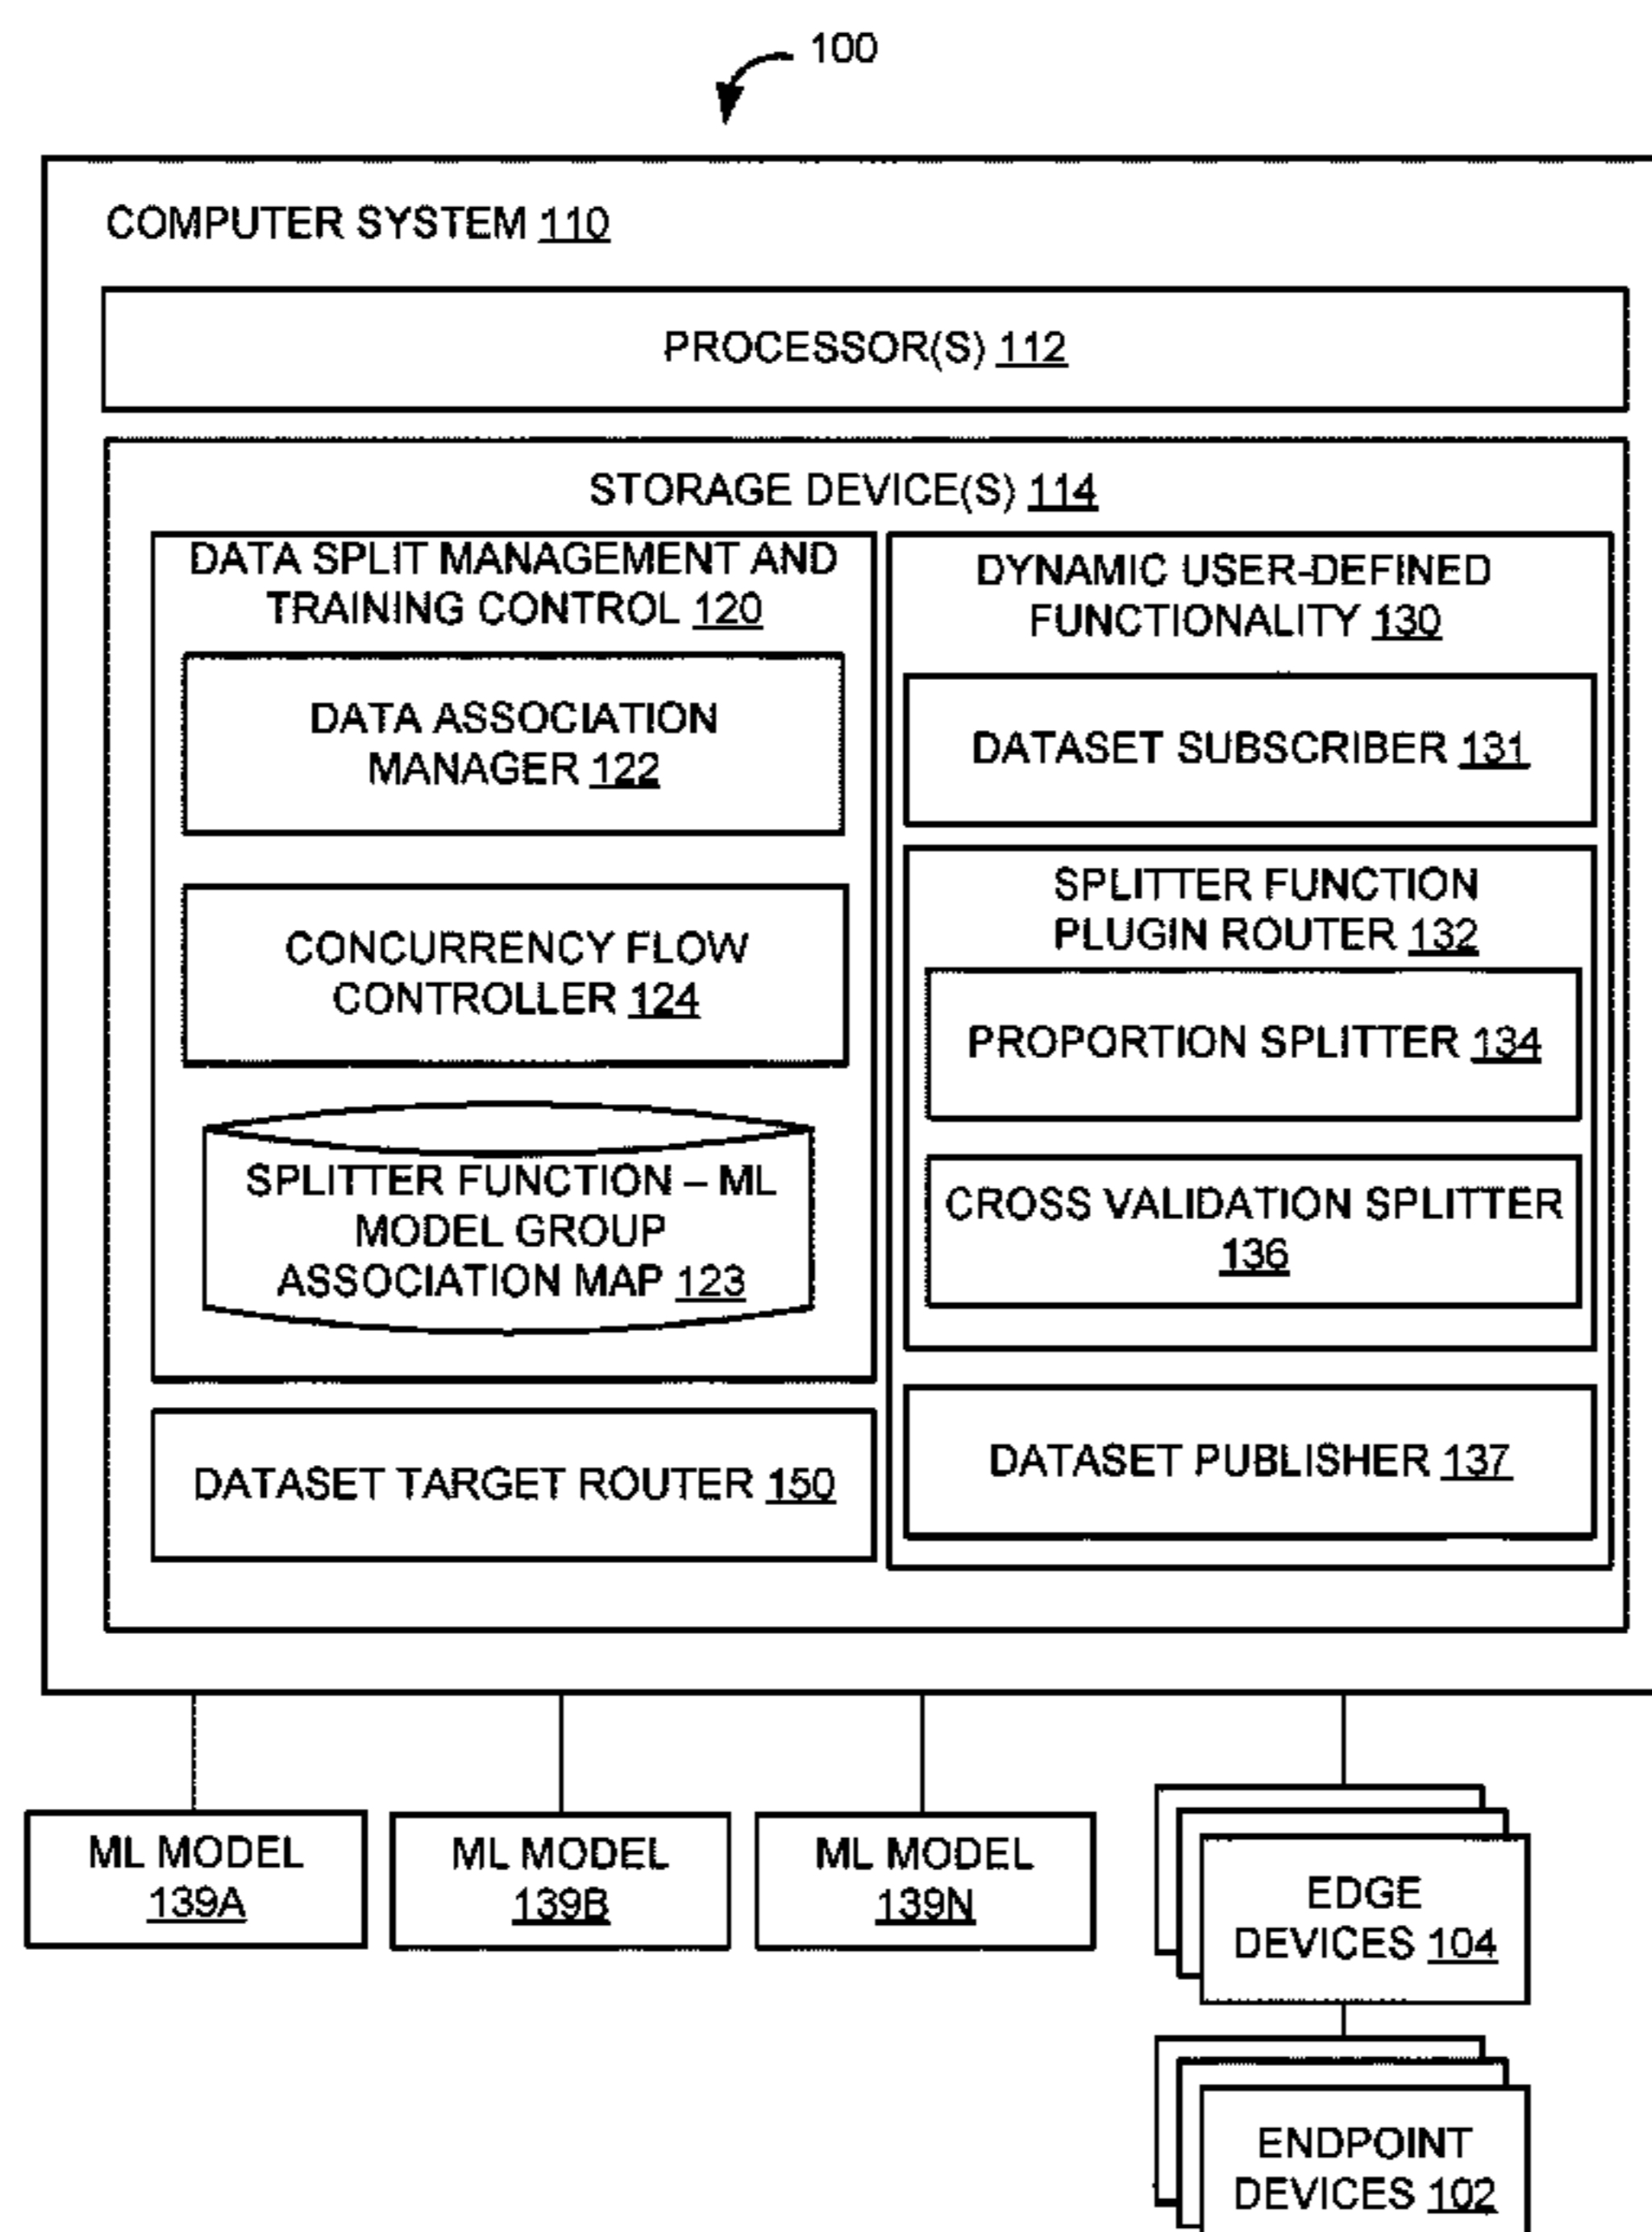 100
COMPUTER SYSTEM 110
PROCESSOR(S) 112
STORAGE DEVICE(S) 114
DATA SPLIT MANAGEMENT AND
TRAINING CONTROL 120
DATA ASSOCIATION
MANAGER 122
CONCURRENCY FLOW
CONTROLLER 124
SPLITTER FUNCTION – ML
MODEL GROUP
ASSOCIATION MAP 123
DATASET TARGET ROUTER 150
DYNAMIC USER-DEFINED
FUNCTIONALITY 130
DATASET SUBSCRIBER 131
SPLITTER FUNCTION
PLUGIN ROUTER 132
PROPORTION SPLITTER 134
CROSS VALIDATION SPLITTER
136
DATASET PUBLISHER 137
ML MODEL
139A
ML MODEL
139B
ML MODEL
139N
EDGE
DEVICES 104
ENDPOINT
DEVICES 102